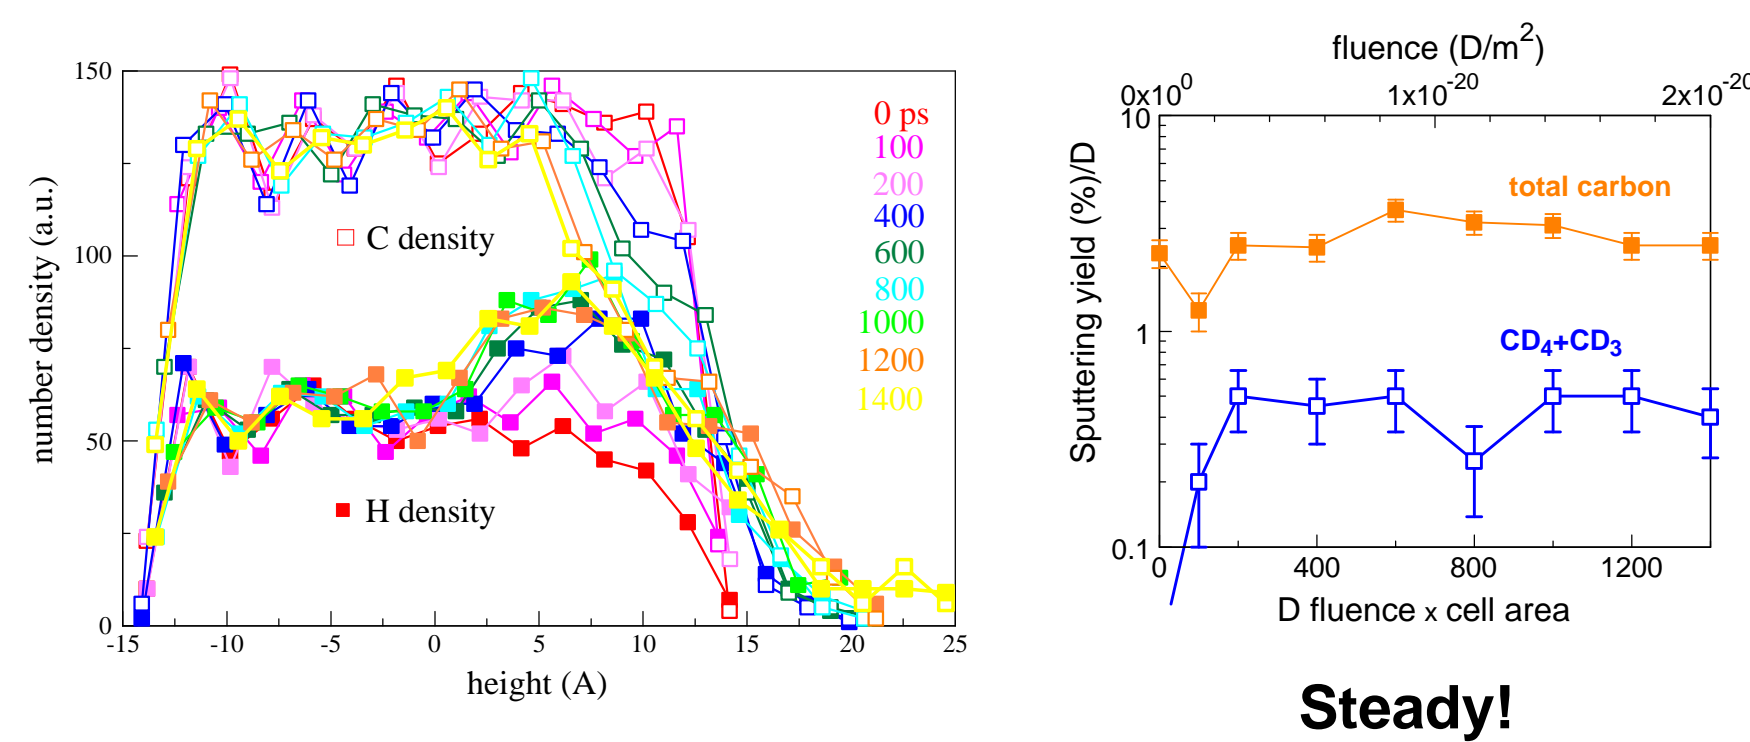 150
100
50
0
-15 -10 -5 0 5 10 15 20 25
number density (a.u.)
height (A)
C density
H density
0 ps
100
200
400
600
800
1000
1200
1400
fluence (D/m2)
0x10^0 1x10^-20 2x10^-20
10
1
0.1
0 400 800 1200
Sputtering yield (%)/D
total carbon
CD4+CD3
D fluence x cell area
Steady!